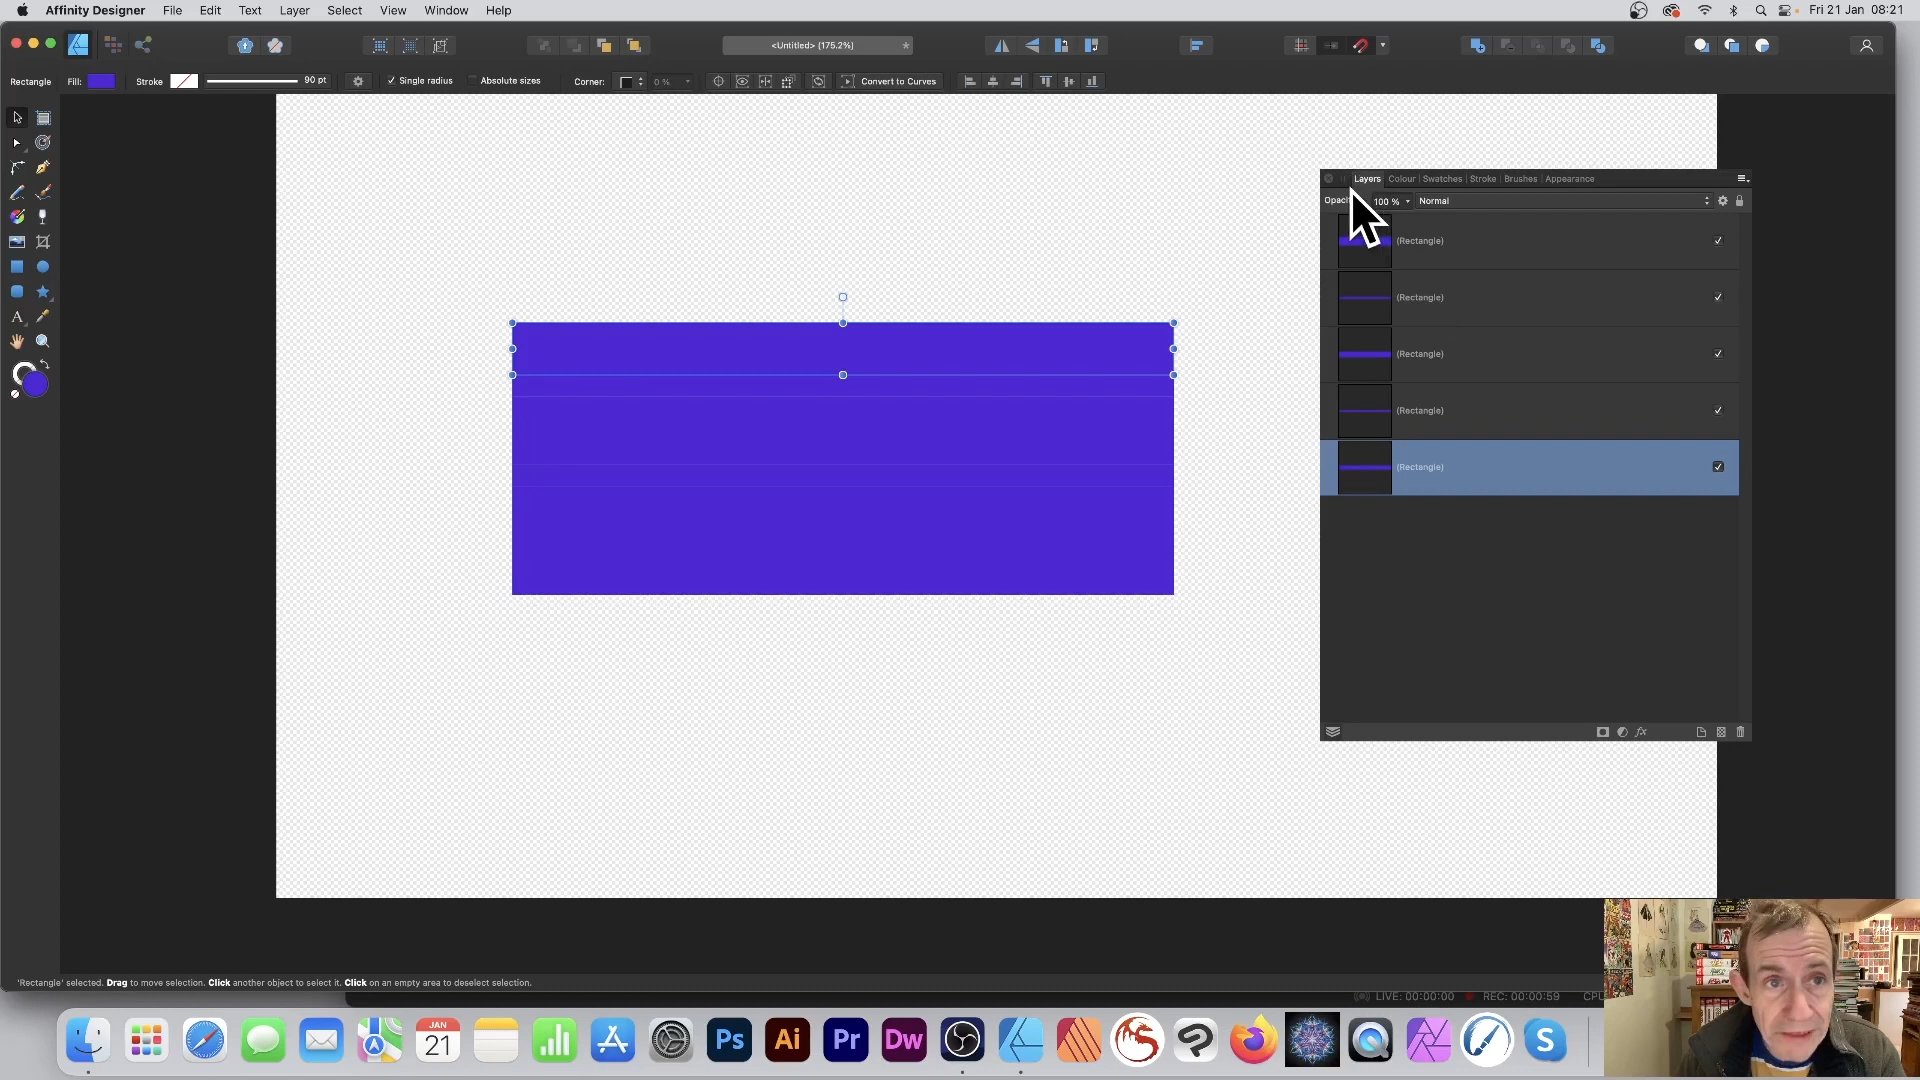 Affinity Designer File Edit Text Layer Select View Window Help Fri 21 Jan 08:21
<Untitled> (175.2%)
Rectangle Fill: Stroke 90 pt Single radius Absolute sizes Corner: 0 % Convert to Curves
Layers Colour Swatches Stroke Brushes Appearance
100 % Normal
(Rectangle)
(Rectangle)
(Rectangle)
(Rectangle)
(Rectangle)
'Rectangle' selected. Drag to move selection. Click another object to select it. Click on an empty area to deselect selection.
LIVE: 00:00:00 REC: 00:00:59 CPU
JAN
21
Ps Ai Pr Dw S